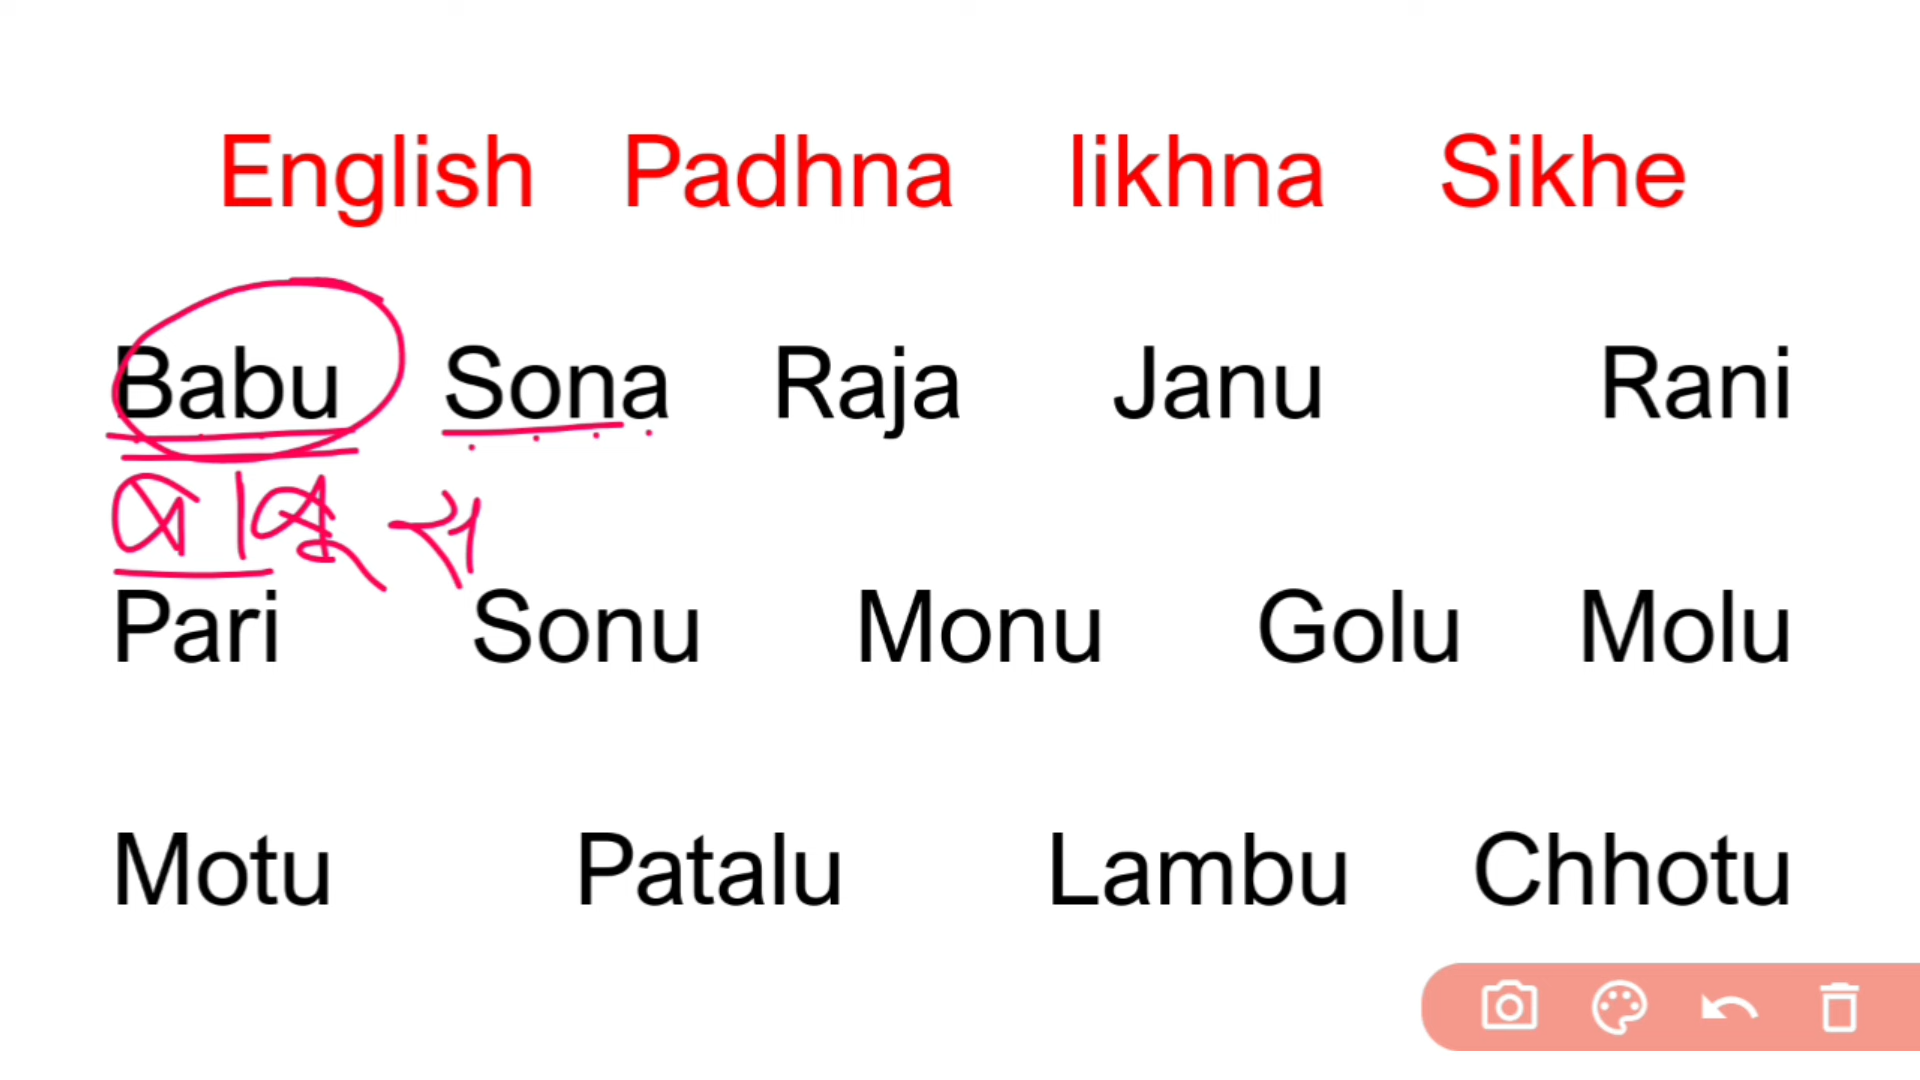 English Padhna likhna Sikhe
Babu Sona Raja Janu Rani
बाबू स
Pari Sonu Monu Golu Molu
Motu Patalu Lambu Chhotu